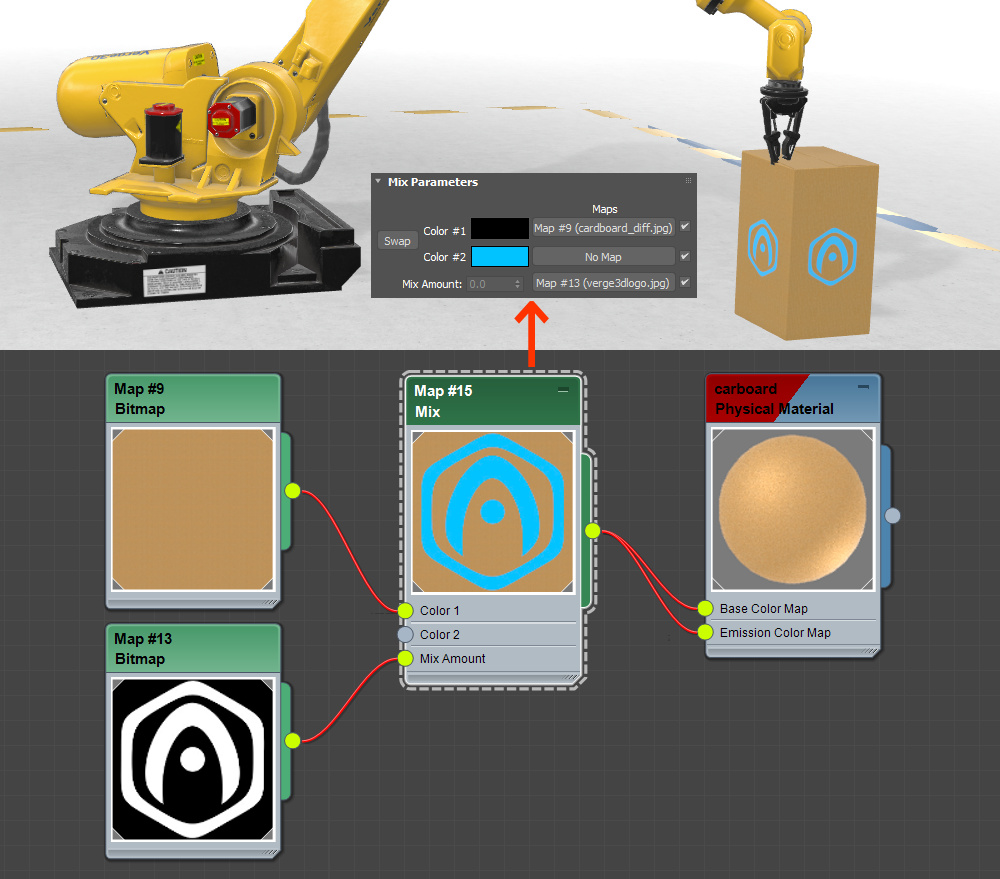 CAUTION
Mix Parameters
Maps
Color #1
Map #9 (cardboard_diff.jpg)
Swap
Color #2
No Map
Mix Amount:
0.0
Map #13 (verge3dlogo.jpg)
Map #9
Bitmap
Map #15
Mix
carboard
Physical Material
Color 1
Color 2
Mix Amount
Base Color Map
Emission Color Map
Map #13
Bitmap